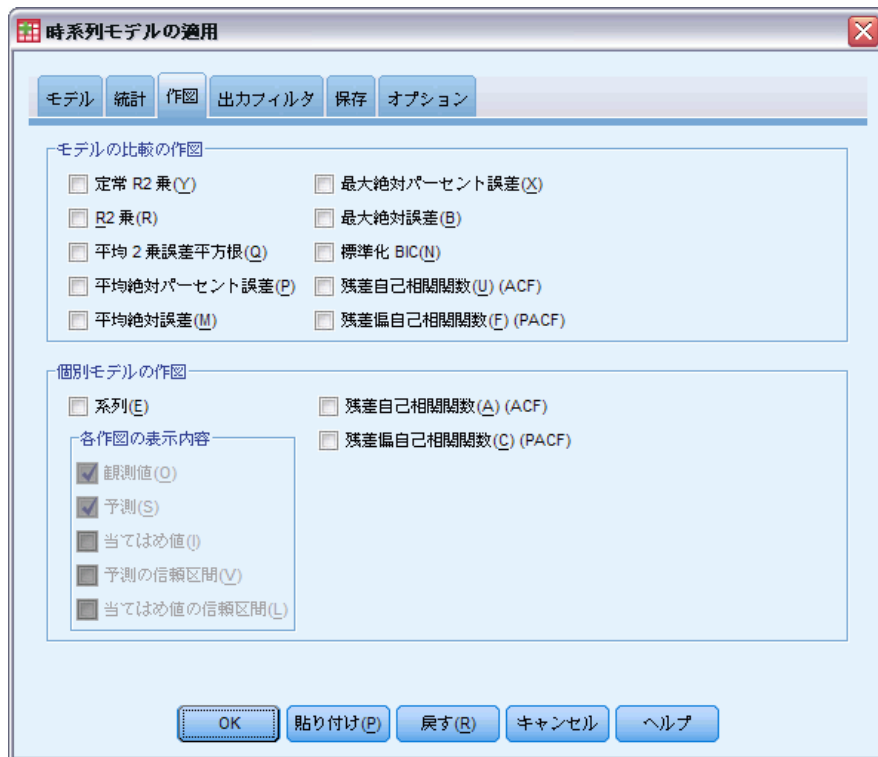 時系列モデルの適用
モデル 統計 作図 出力フィルタ 保存 オプション
モデルの比較の作図
定常 R2 乗(Y) 最大絶対パーセント誤差(X)
R2 乗(R) 最大絶対誤差(B)
平均 2 乗誤差平方根(Q) 標準化 BIC(N)
平均絶対パーセント誤差(P) 残差自己相関関数(U) (ACF)
平均絶対誤差(M) 残差偏自己相関関数(F) (PACF)
個別モデルの作図
系列(E) 残差自己相関関数(A) (ACF)
各作図の表示内容 残差偏自己相関関数(C) (PACF)
観測値(O)
予測(S)
当てはめ値(I)
予測の信頼区間(V)
当てはめ値の信頼区間(L)
OK 貼り付け(P) 戻す(R) キャンセル ヘルプ